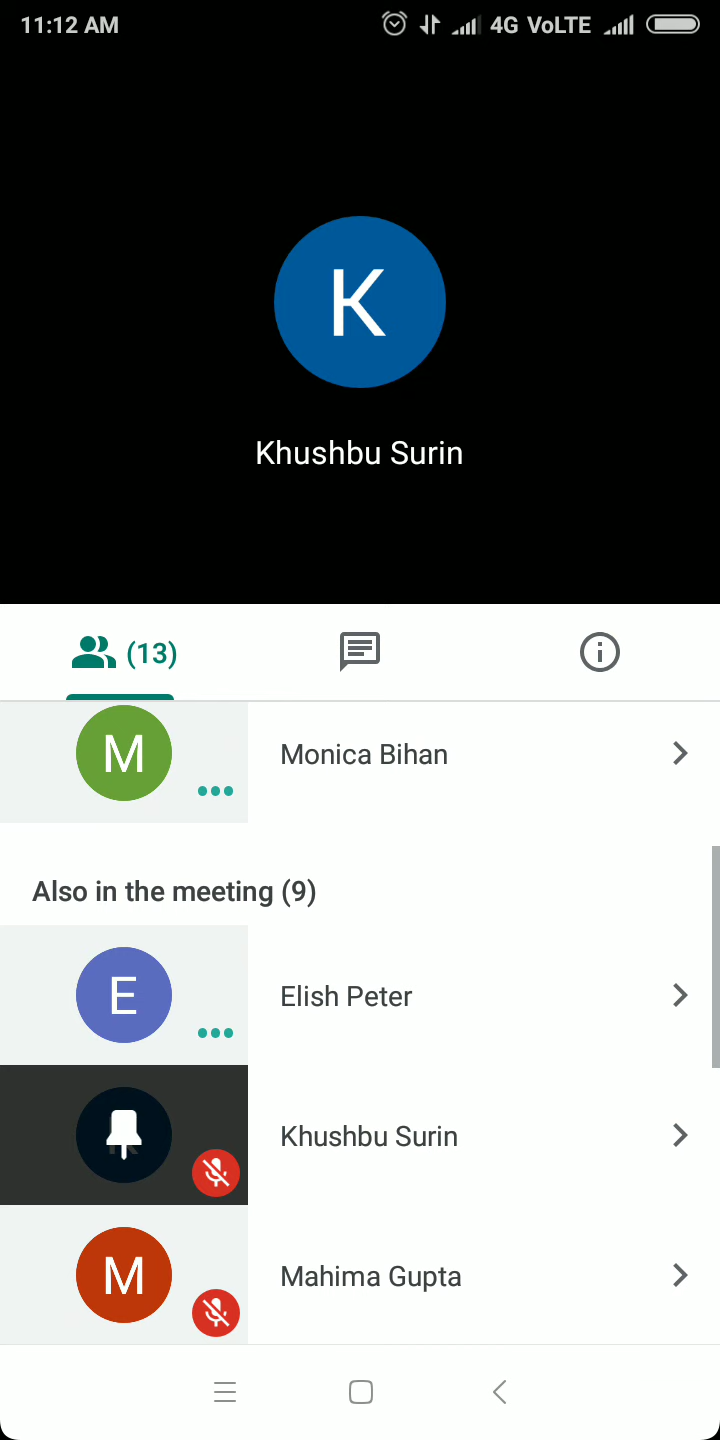 11:12 AM 4G VoLTE
K
Khushbu Surin
(13)
M Monica Bihan
Also in the meeting (9)
E Elish Peter
Khushbu Surin
M Mahima Gupta